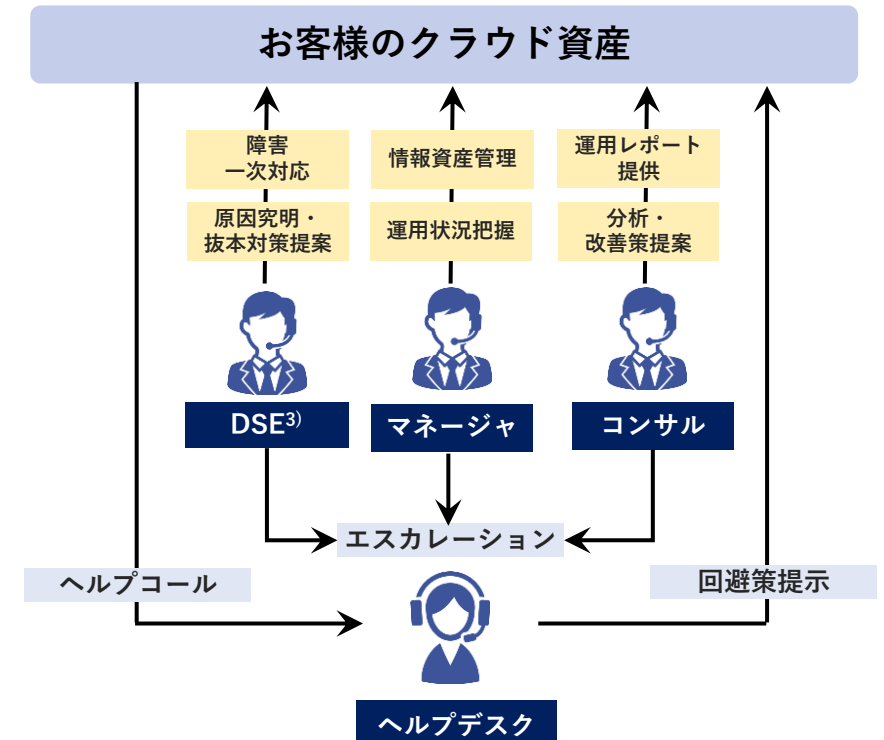 お客様のクラウド資産
障害
一次対応
情報資産管理
運用レポート
提供
原因究明・
抜本対策提案
運用状況把握
分析・
改善策提案
DSE3)
マネージャ
コンサル
エスカレーション
ヘルプコール
回避策提示
ヘルプデスク